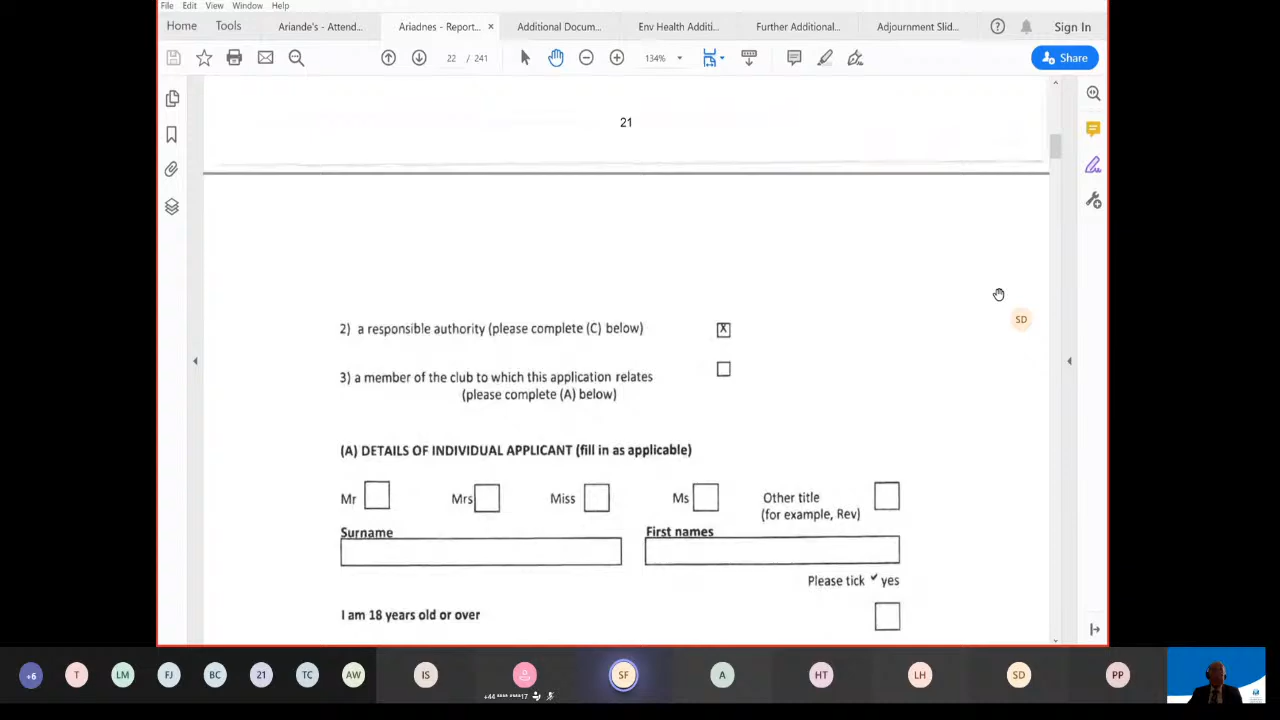 File Edit View Window Help
Home Tools Ariande's - Attend... Ariadnes - Report... × Additional Docum... Env Health Additi... Further Additional... Adjournment Slid... Sign In
22 / 241 134% Share
21
2) a responsible authority (please complete (C) below) X
3) a member of the club to which this application relates
(please complete (A) below)
(A) DETAILS OF INDIVIDUAL APPLICANT (fill in as applicable)
Mr Mrs Miss Ms Other title
(for example, Rev)
Surname First names
Please tick ✓ yes
I am 18 years old or over
SD
+6 T LM FJ BC 21 TC AW IS SF A HT LH SD PP
+44 **** ****17